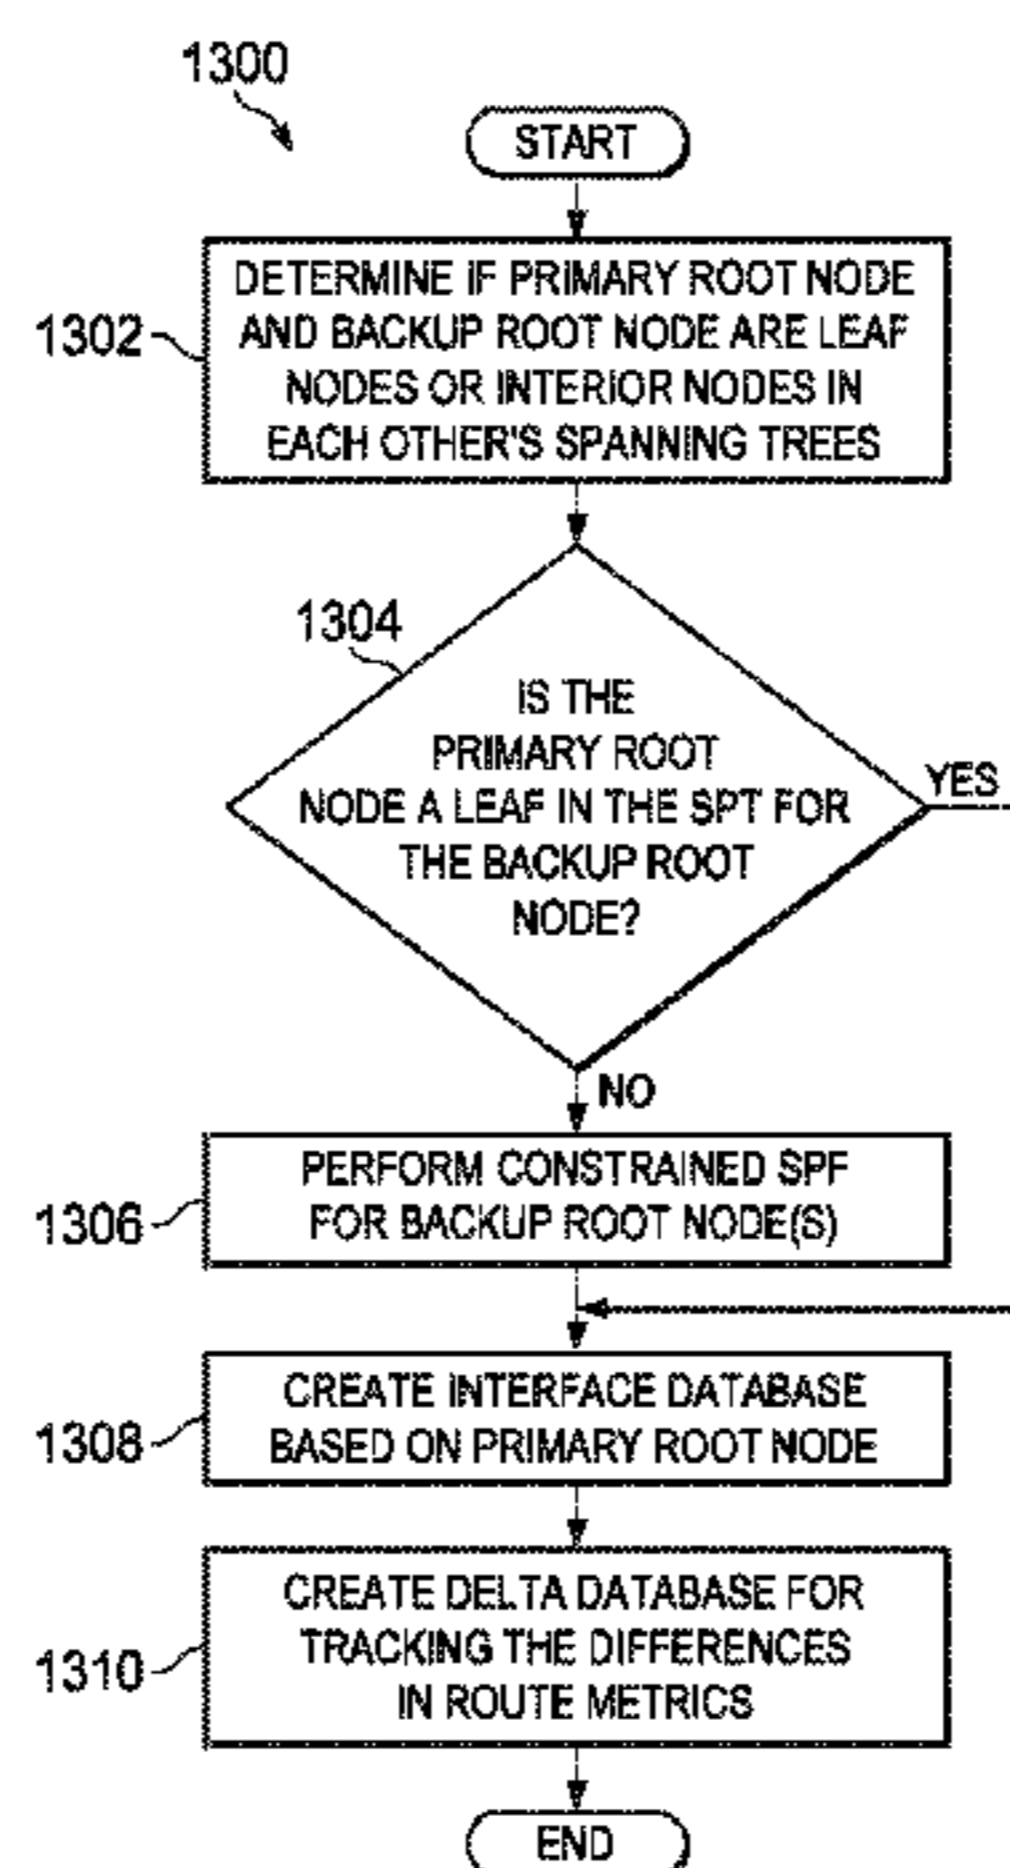 1300
START
1302
DETERMINE IF PRIMARY ROOT NODE
AND BACKUP ROOT NODE ARE LEAF
NODES OR INTERIOR NODES IN
EACH OTHER'S SPANNING TREES
1304
IS THE
PRIMARY ROOT
NODE A LEAF IN THE SPT FOR
THE BACKUP ROOT
NODE?
YES
NO
1306
PERFORM CONSTRAINED SPF
FOR BACKUP ROOT NODE(S)
1308
CREATE INTERFACE DATABASE
BASED ON PRIMARY ROOT NODE
1310
CREATE DELTA DATABASE FOR
TRACKING THE DIFFERENCES
IN ROUTE METRICS
END